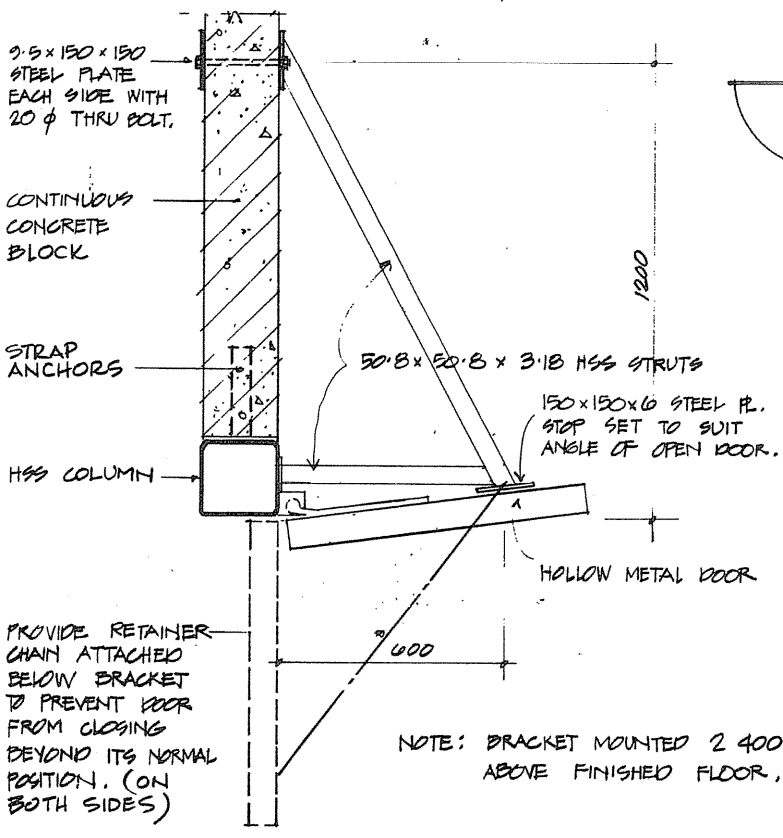 9.5 x 150 x 150
STEEL PLATE
EACH SIDE WITH
20 ϕ THRU BOLT.
CONTINUOUS
CONCRETE
BLOCK
1200
STRAP
ANCHORS
50.8 x 50.8 x 3.18 HSS STRUTS
150 x 150 x 6 STEEL PL.
STOP SET TO SUIT
ANGLE OF OPEN DOOR.
HSS COLUMN
HOLLOW METAL DOOR
PROVIDE RETAINER
CHAIN ATTACHED
BELOW BRACKET
TO PREVENT DOOR
FROM CLOSING
BEYOND ITS NORMAL
POSITION. (ON
BOTH SIDES)
600
NOTE: BRACKET MOUNTED 2 400
ABOVE FINISHED FLOOR.